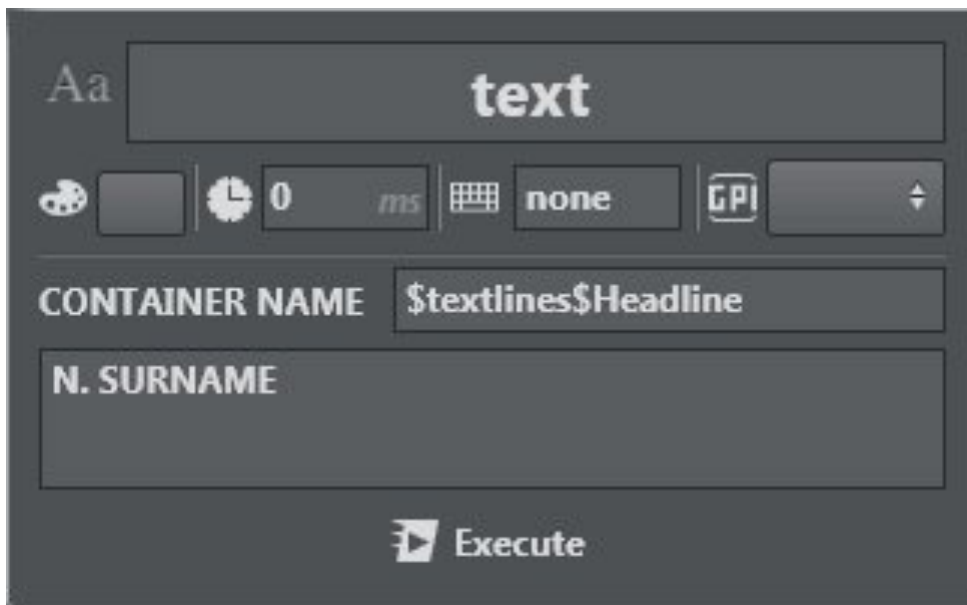 Aa text
0 ms none GPI
CONTAINER NAME $textlines$Headline
N. SURNAME
Execute